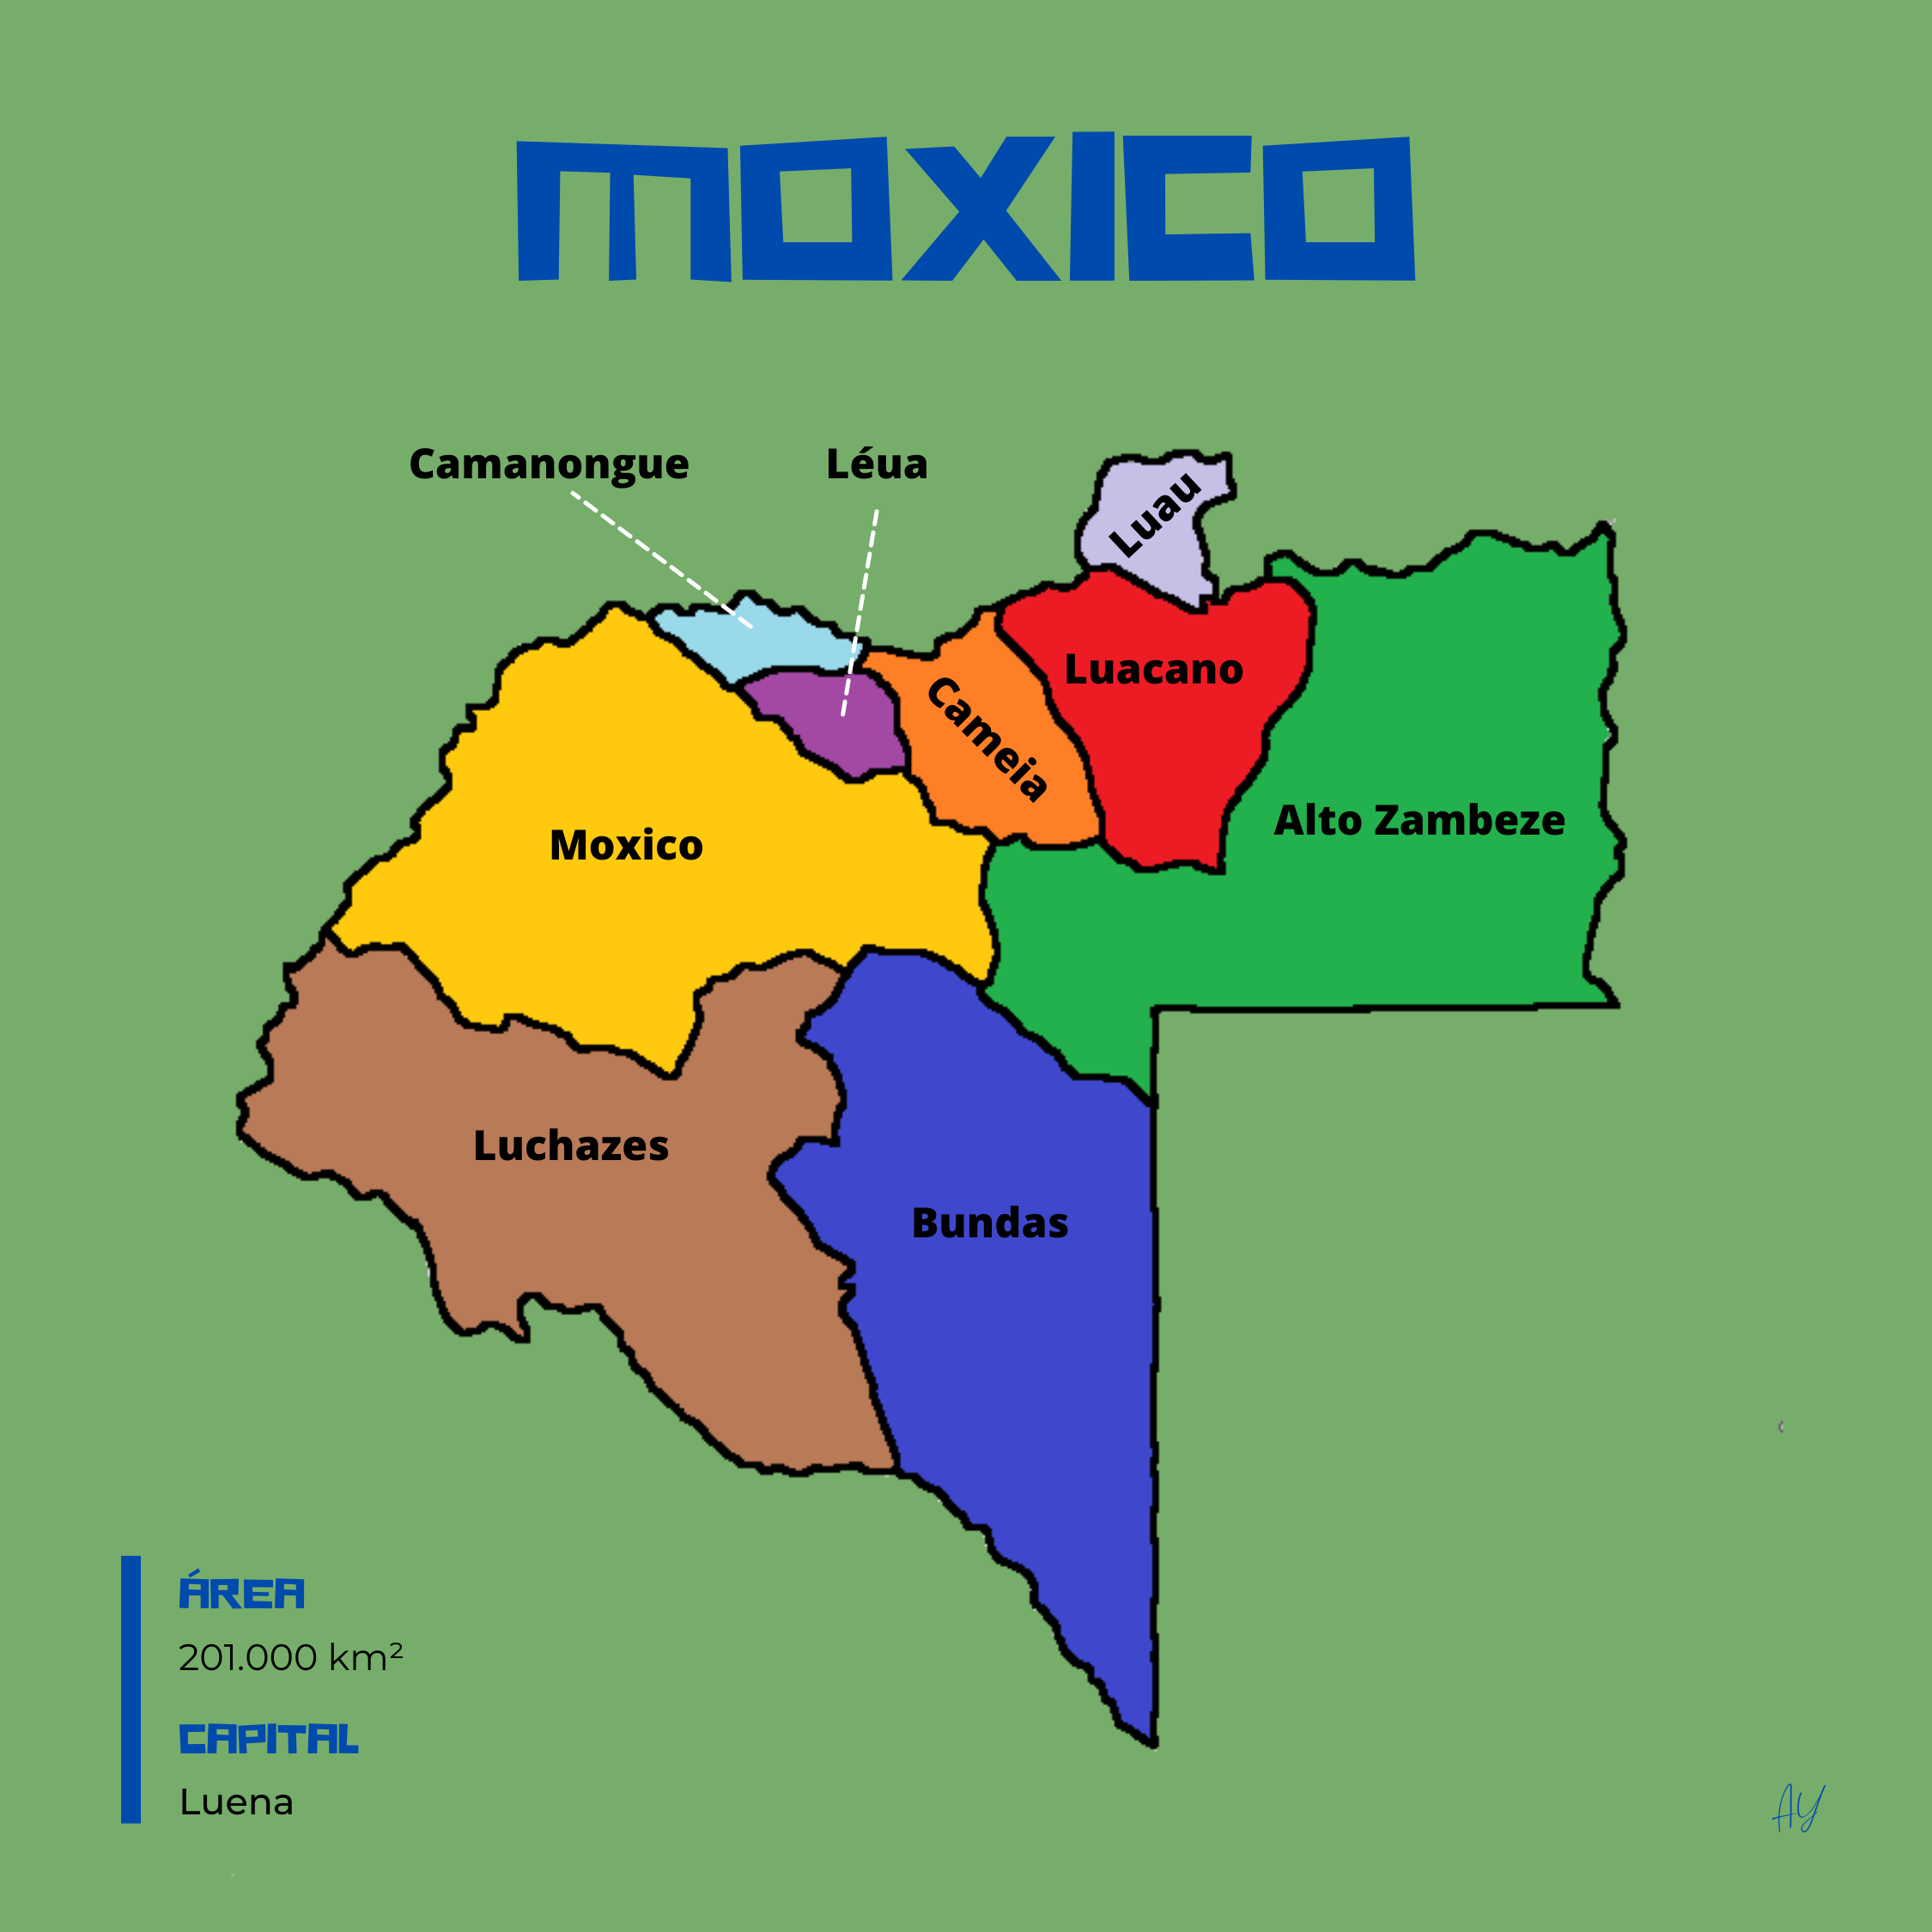 MOXICO
Camanongue
Léua
Luau
Luacano
Cameia
Alto Zambeze
Moxico
Luchazes
Bundas
ÁREA
201.000 km²
CAPITAL
Luena
AY